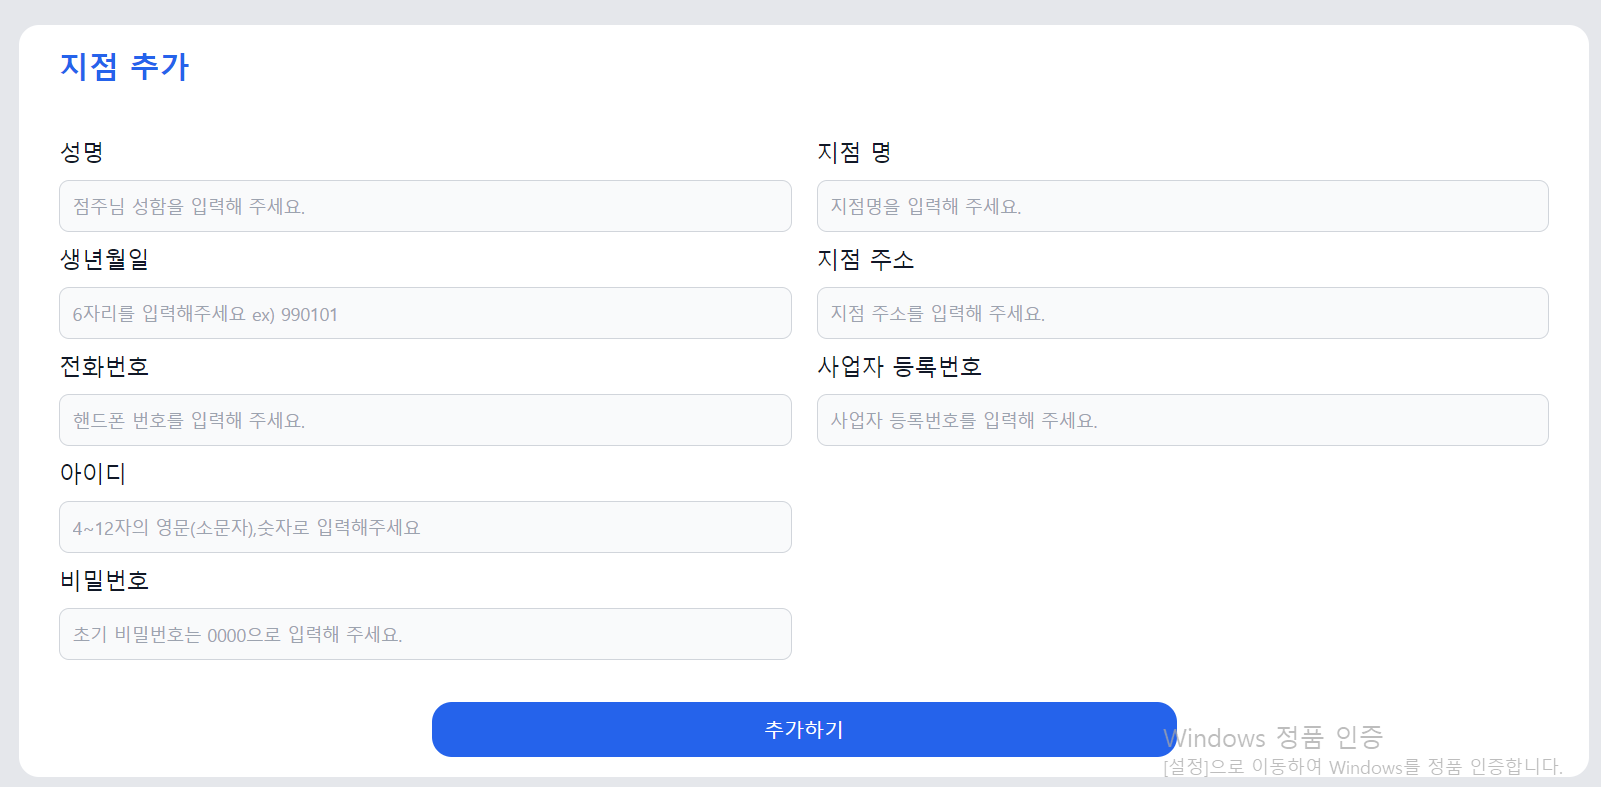 지점 추가
성명
점주님 성함을 입력해 주세요.
생년월일
6자리를 입력해주세요 ex) 990101
전화번호
핸드폰 번호를 입력해 주세요.
아이디
4~12자의 영문(소문자),숫자로 입력해주세요
비밀번호
초기 비밀번호는 0000으로 입력해 주세요.
지점 명
지점명을 입력해 주세요.
지점 주소
지점 주소를 입력해 주세요.
사업자 등록번호
사업자 등록번호를 입력해 주세요.
추가하기
Windows 정품 인증
[설정]으로 이동하여 Windows를 정품 인증합니다.